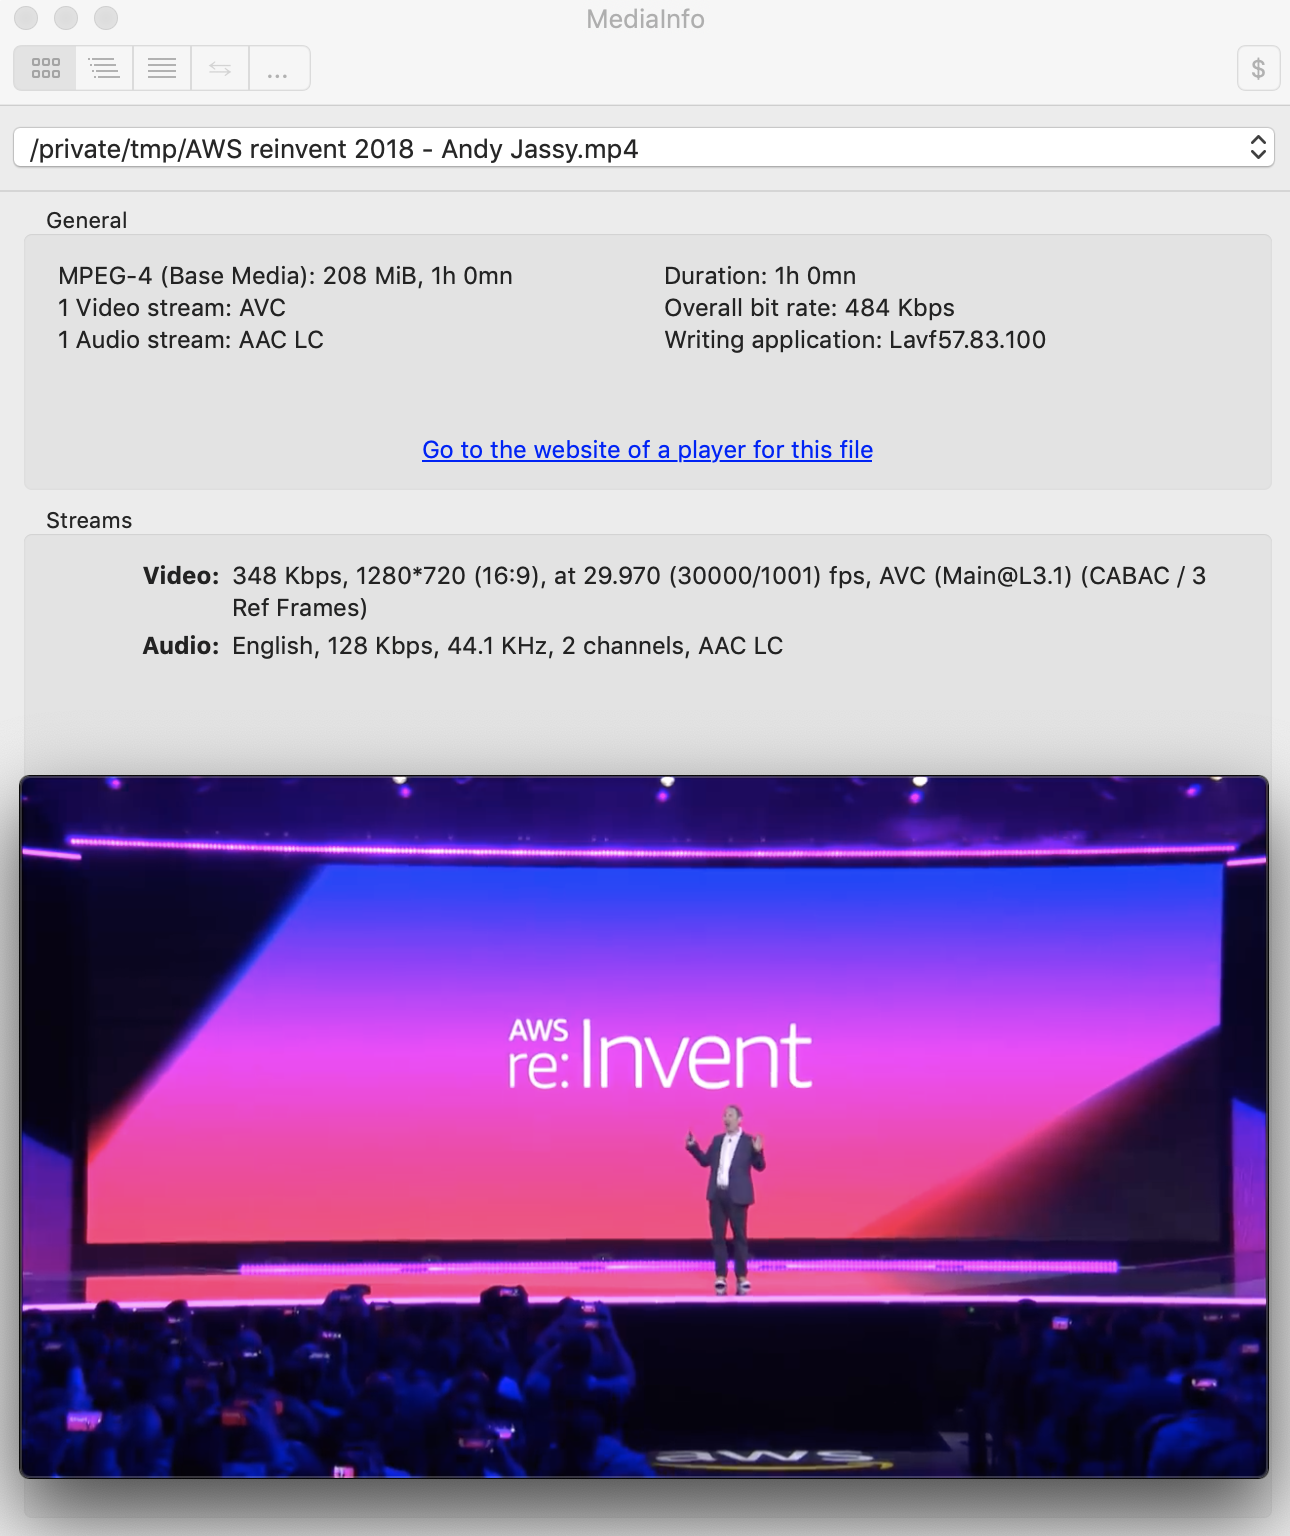 MediaInfo
...
$
/private/tmp/AWS reinvent 2018 - Andy Jassy.mp4
General
MPEG-4 (Base Media): 208 MiB, 1h 0mn
1 Video stream: AVC
1 Audio stream: AAC LC
Duration: 1h 0mn
Overall bit rate: 484 Kbps
Writing application: Lavf57.83.100
Go to the website of a player for this file
Streams
Video: 348 Kbps, 1280*720 (16:9), at 29.970 (30000/1001) fps, AVC (Main@L3.1) (CABAC / 3
Ref Frames)
Audio: English, 128 Kbps, 44.1 KHz, 2 channels, AAC LC
AWS
re:Invent
aws